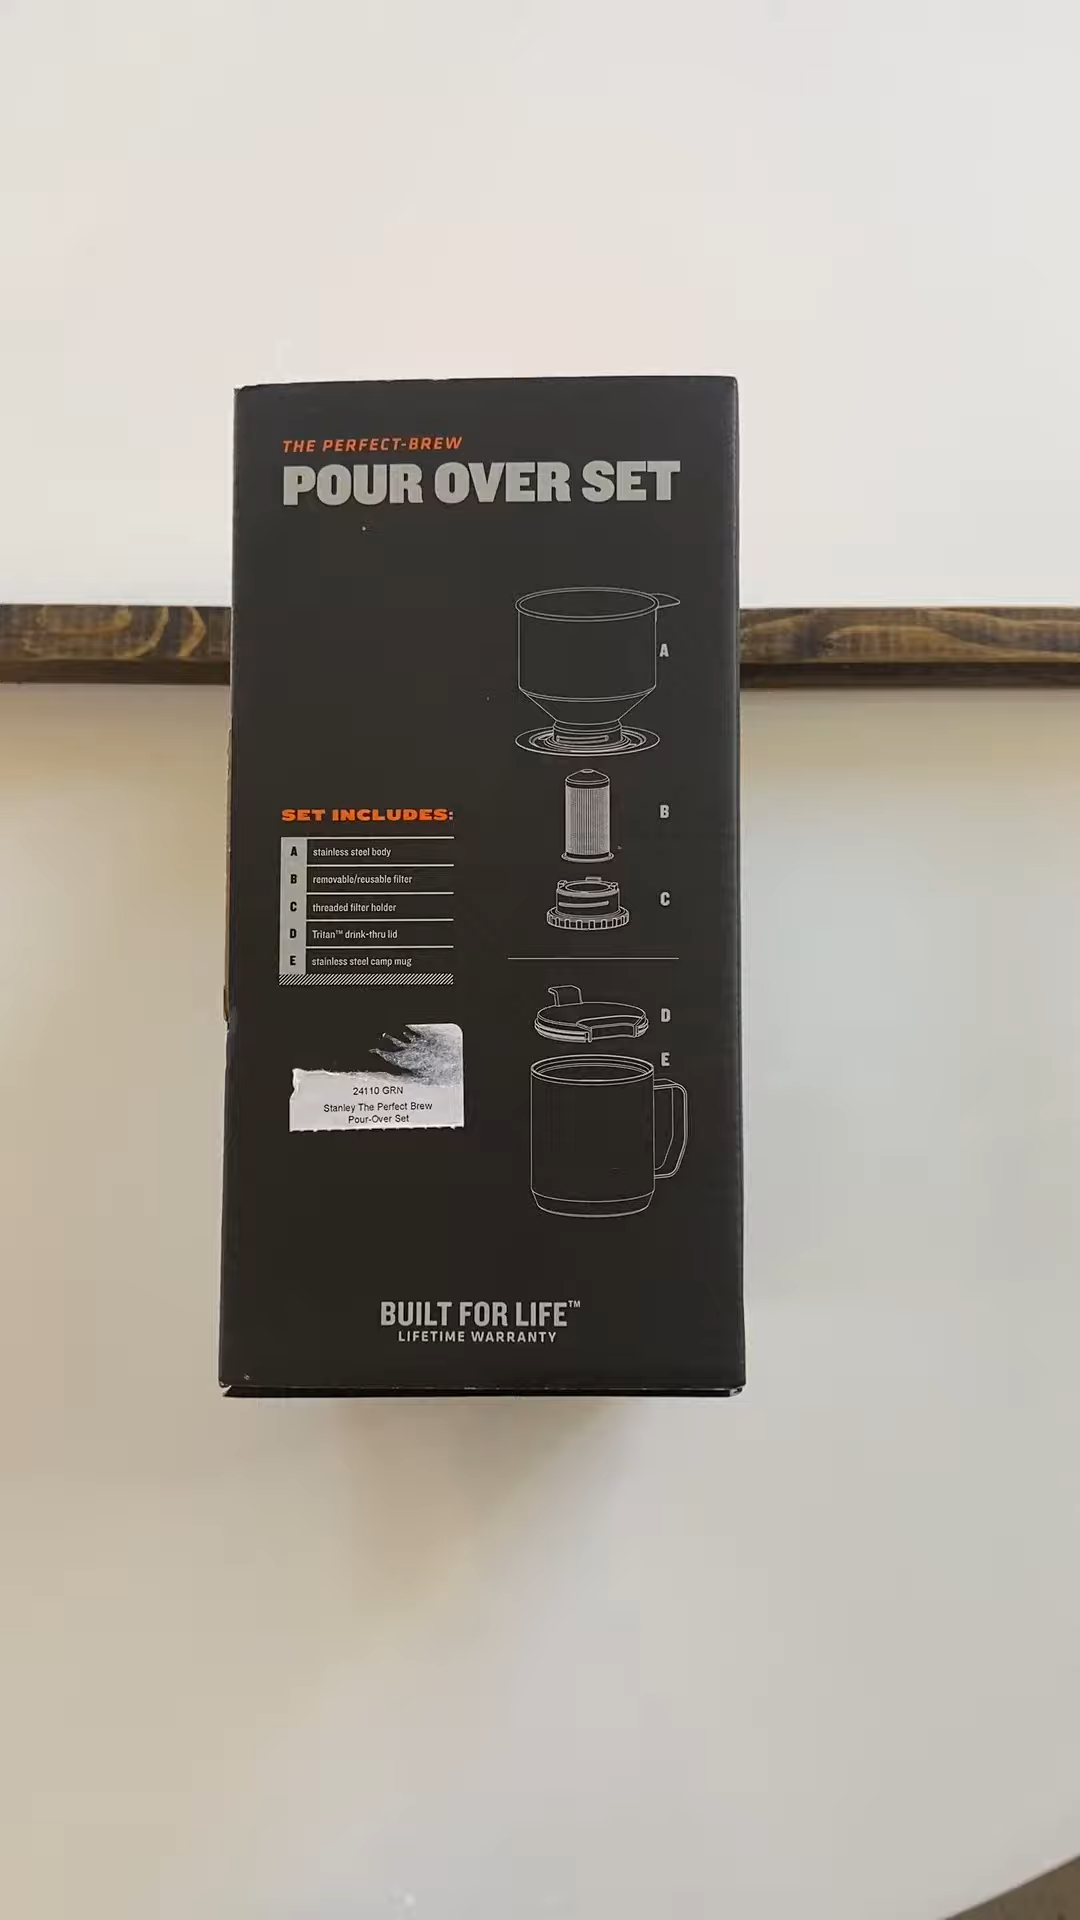 THE PERFECT-BREW
POUR OVER SET
A
B
SET INCLUDES:
A stainless steel body
B removable/reusable filter
C threaded filter holder
D Tritan™ drink-thru lid
E stainless steel camp mug
C
D
E
24110 GRN
Stanley The Perfect Brew
Pour-Over Set
BUILT FOR LIFE™
LIFETIME WARRANTY